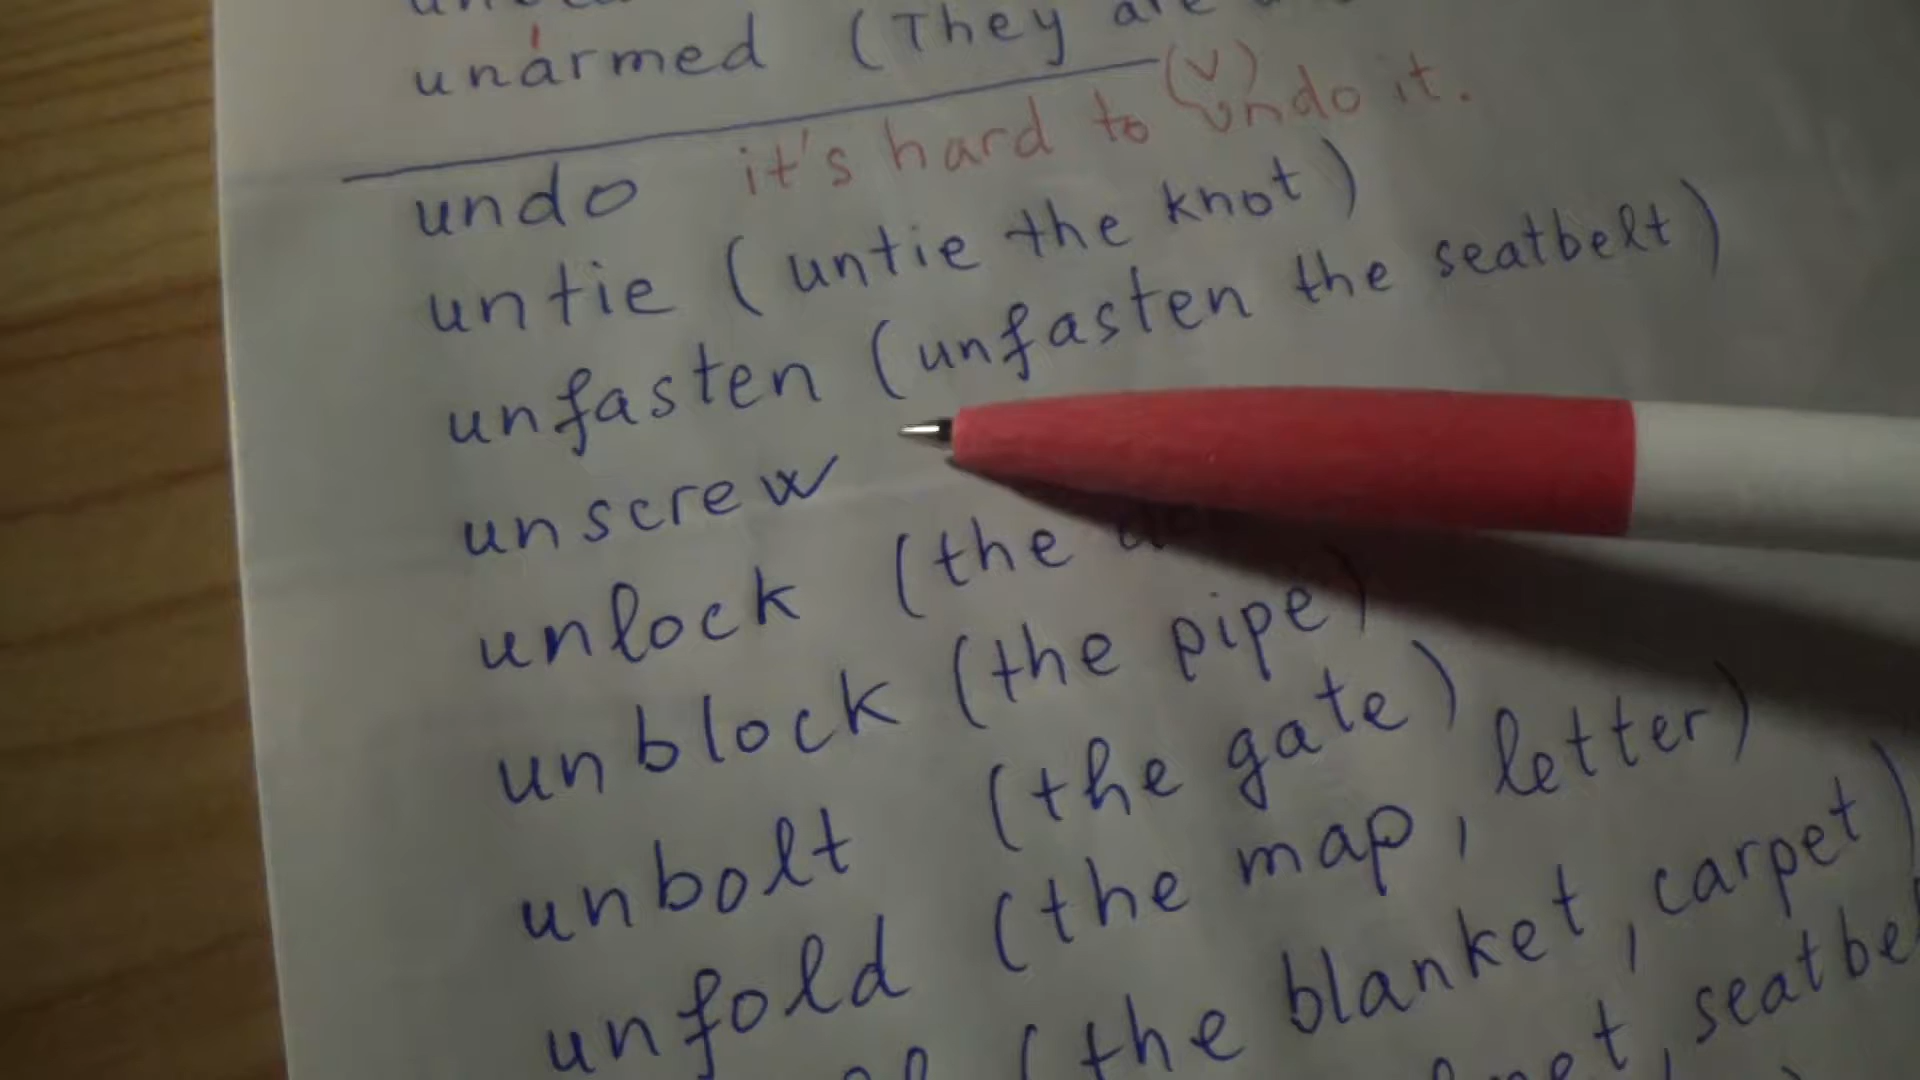 unarmed (They are
undo it's hard to (v) undo it.
untie (untie the knot)
unfasten (unfasten the seatbelt)
unscrew
unlock (the
unblock (the pipe)
unbolt (the gate)
unfold (the map, letter)
(the blanket, carpet)